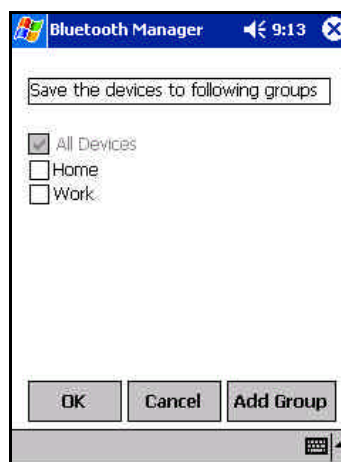 Bluetooth Manager 9:13
Save the devices to following groups
All Devices
Home
Work
OK Cancel Add Group